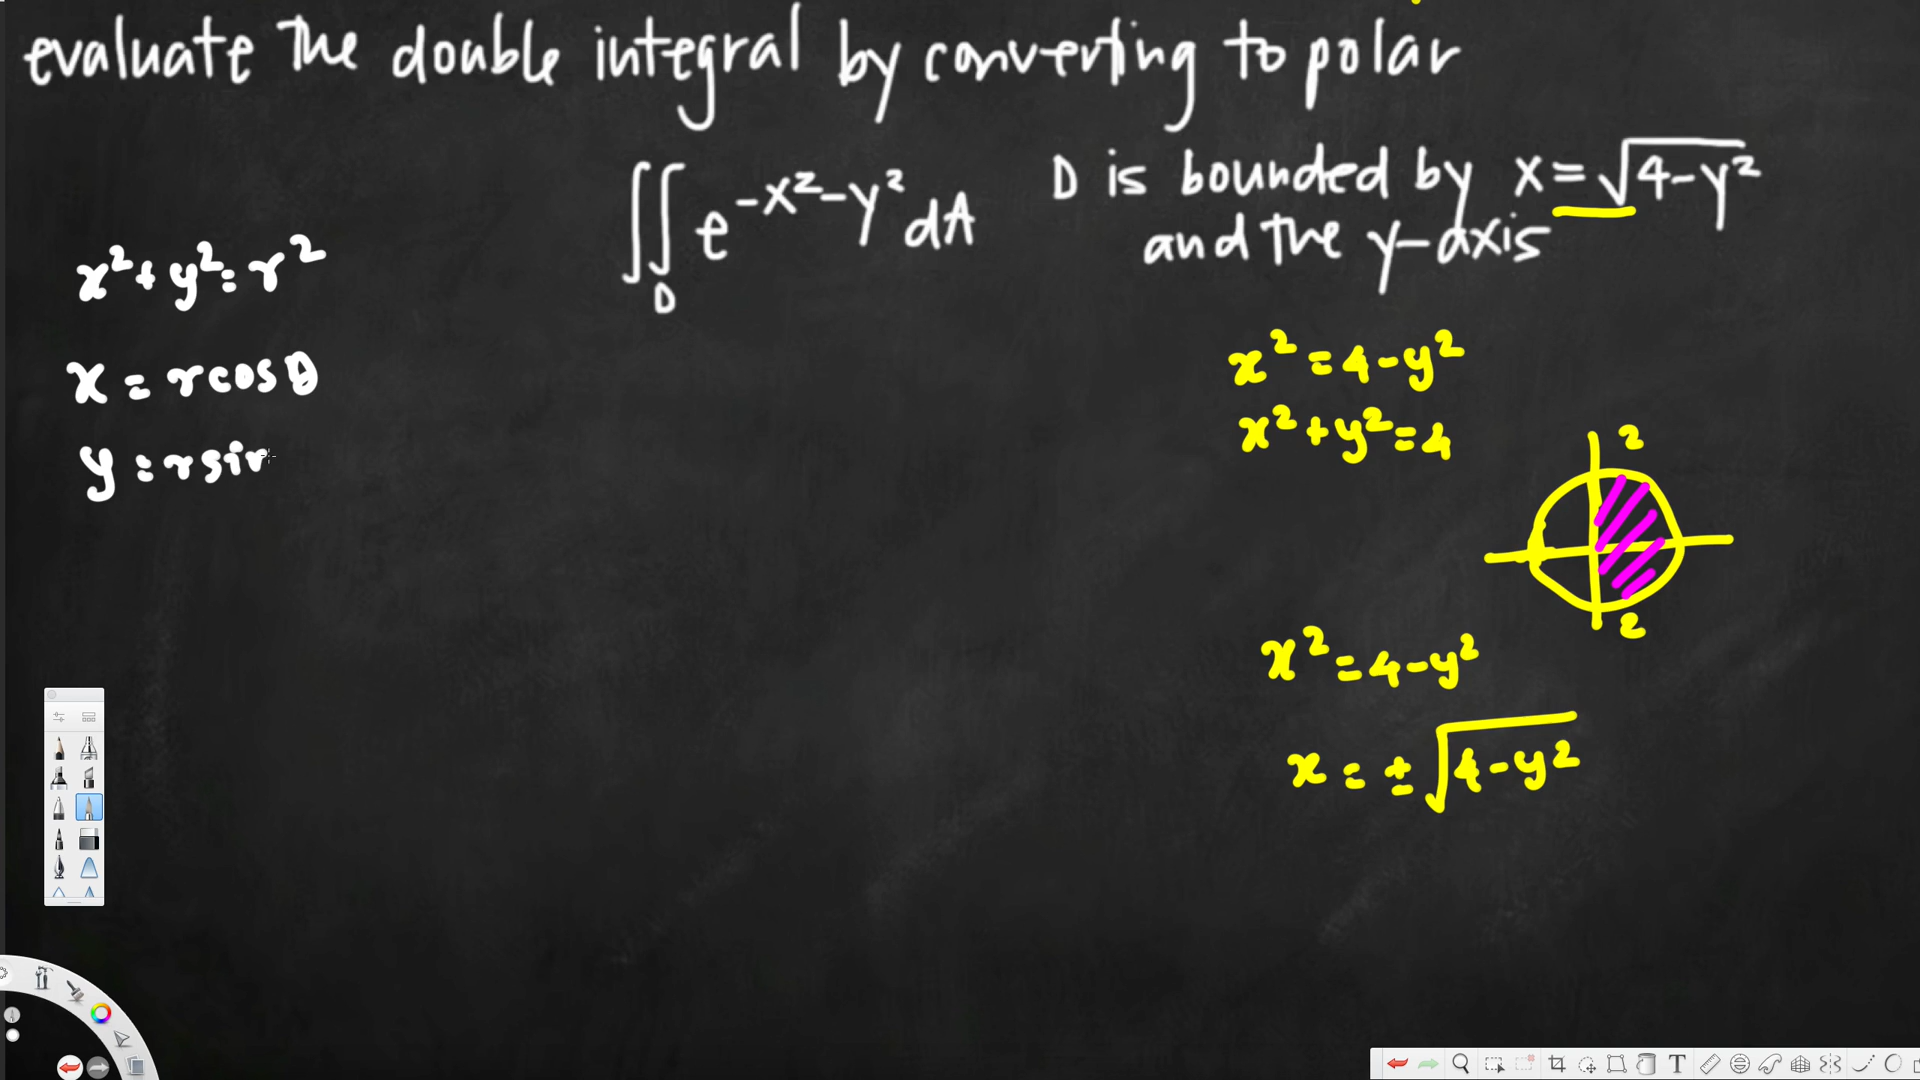 evaluate the double integral by converting to polar
∬ e^{-x²-y²} dA
D
D is bounded by x = √(4-y²)
and the y-axis
x² + y² = r²
x = r cos θ
y = r sin
x² = 4 - y²
x² + y² = 4
2
2
x² = 4 - y²
x = ± √(4 - y²)
T